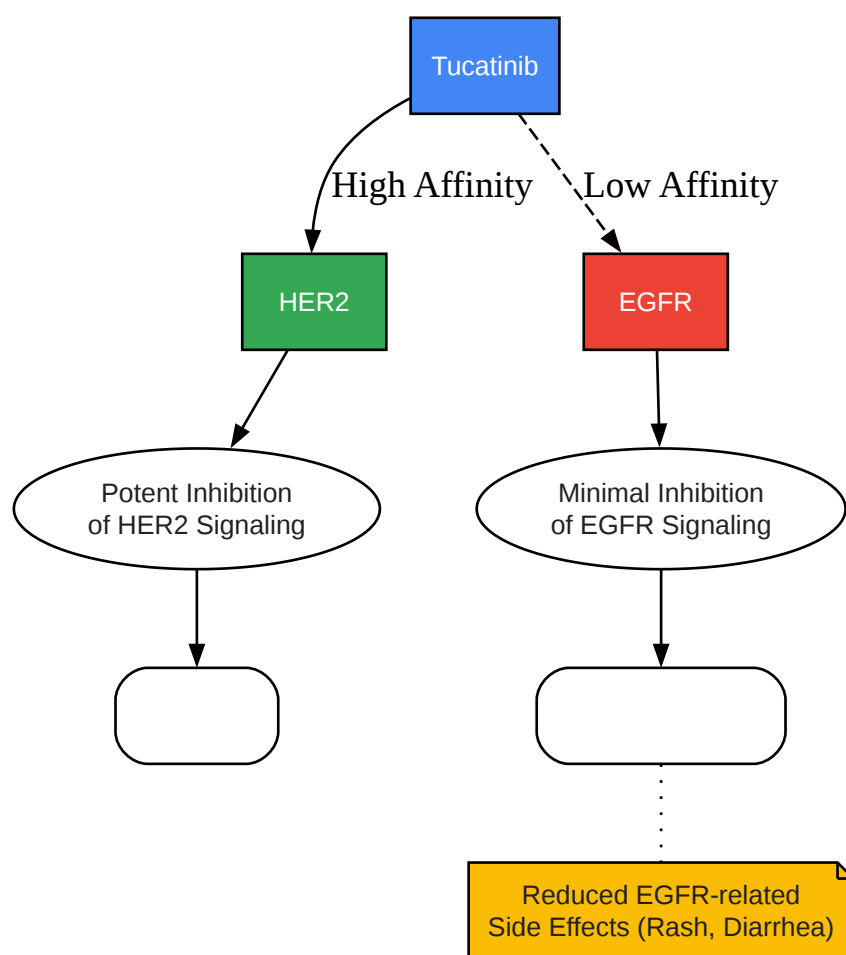 Tucatinib
High Affinity
Low Affinity
HER2
EGFR
Potent Inhibition
of HER2 Signaling
Minimal Inhibition
of EGFR Signaling
Reduced EGFR-related
Side Effects (Rash, Diarrhea)